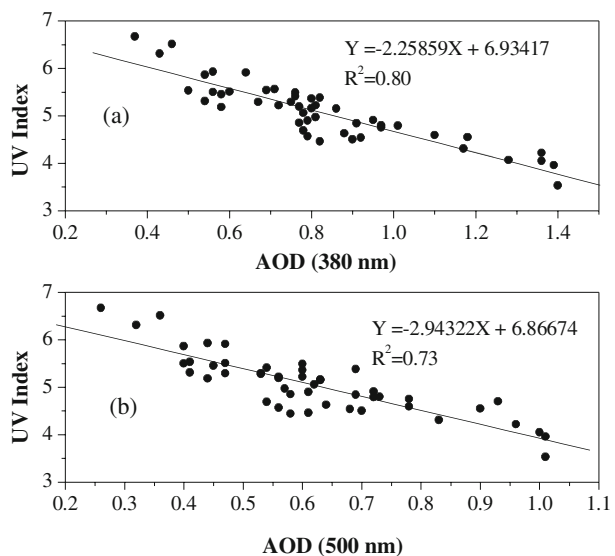 7
6
5
4
3
UV Index
(a)
Y =-2.25859X + 6.93417
R²=0.80
0.2 0.4 0.6 0.8 1.0 1.2 1.4
AOD (380 nm)
7
6
5
4
3
UV Index
(b)
Y =-2.94322X + 6.86674
R²=0.73
0.2 0.3 0.4 0.5 0.6 0.7 0.8 0.9 1.0 1.1
AOD (500 nm)